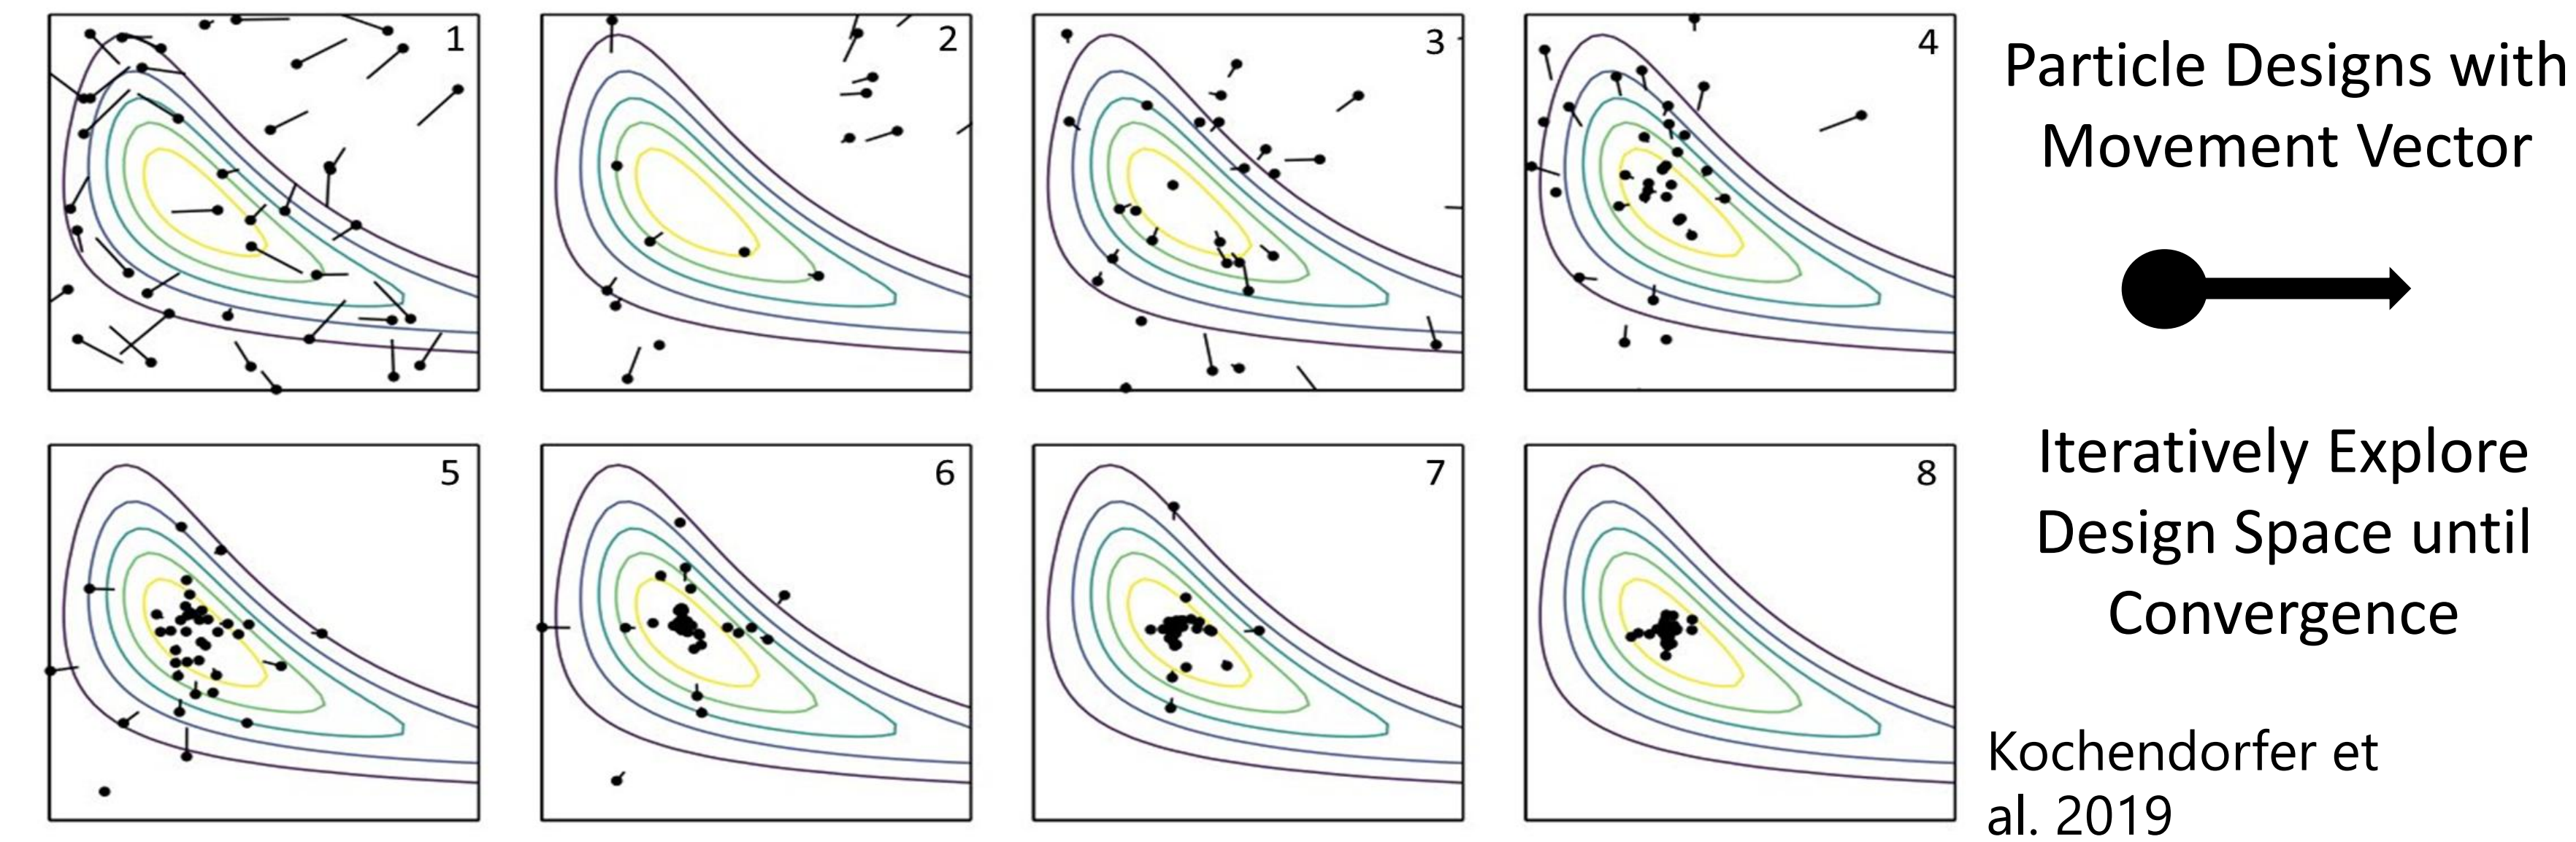 1
2
3
4
Particle Designs with
Movement Vector
5
6
7
8
Iteratively Explore
Design Space until
Convergence
Kochendorfer et
al. 2019